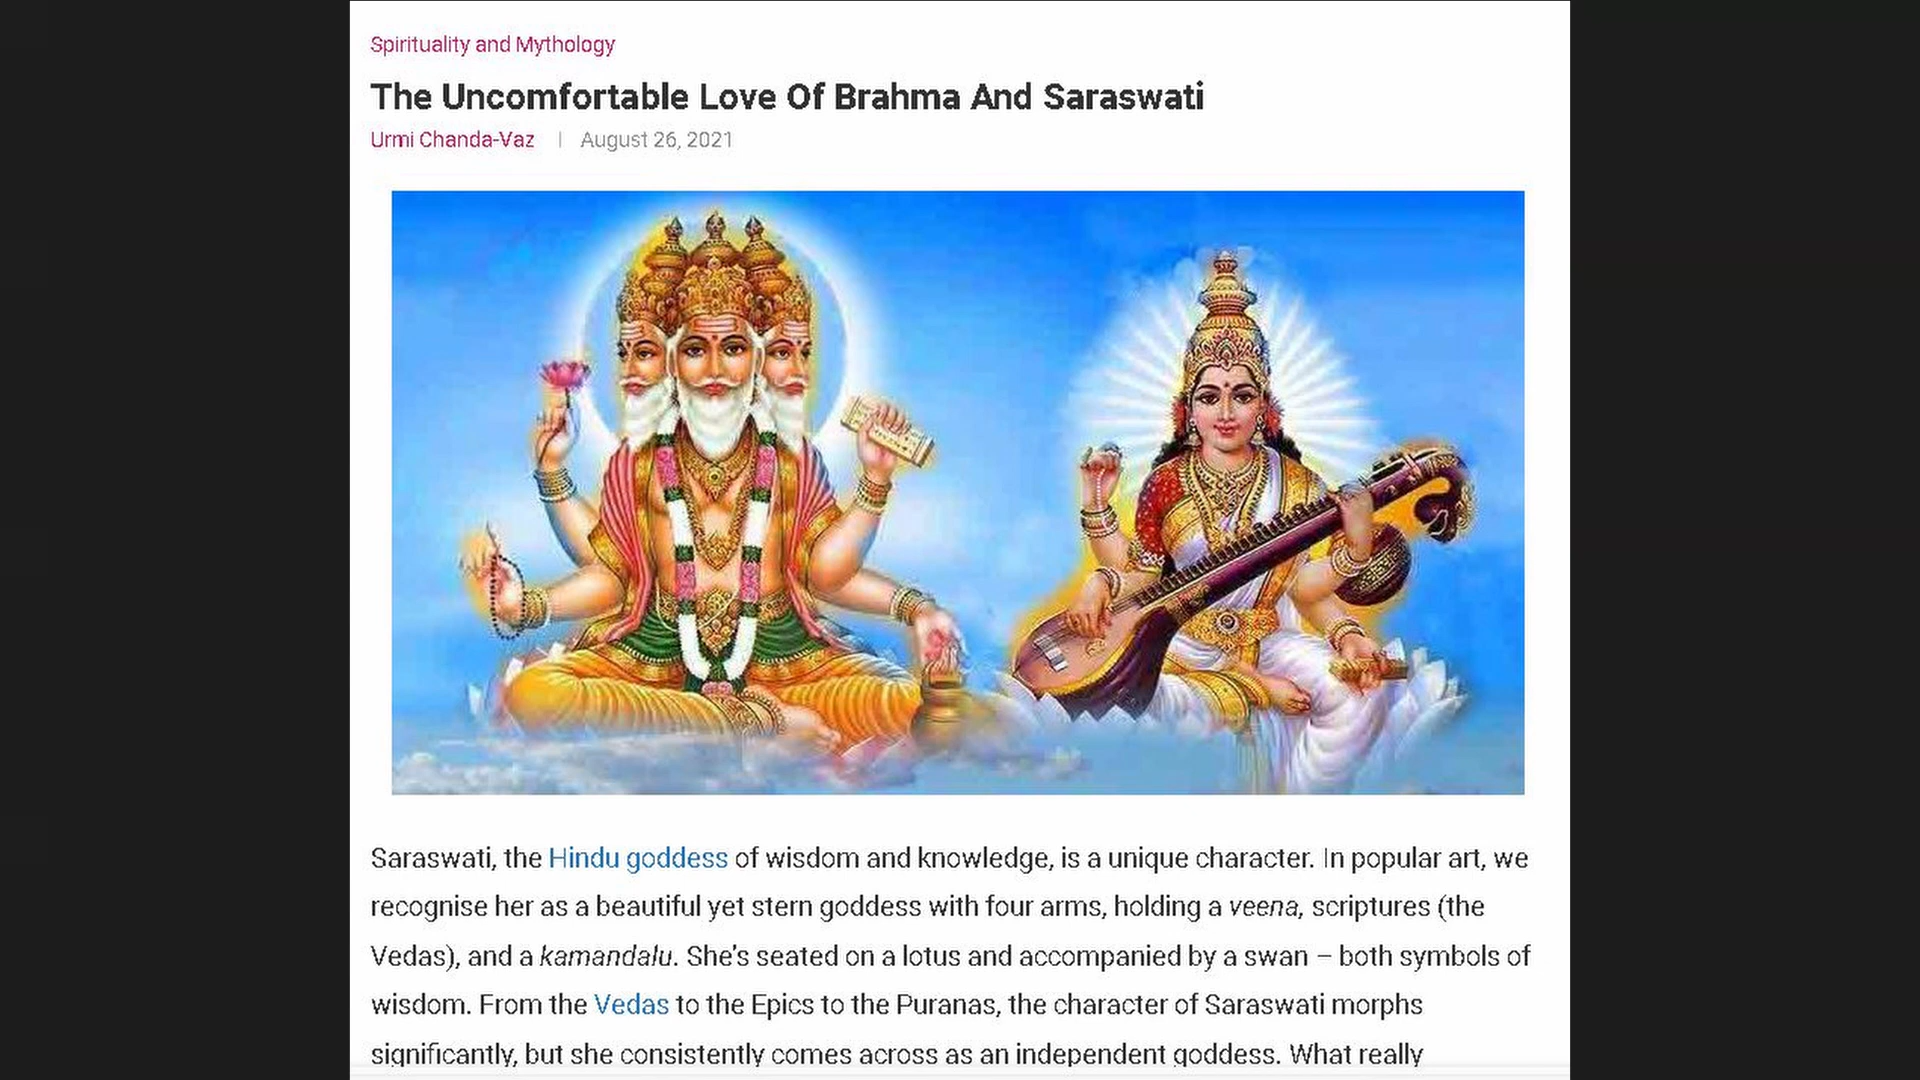 Spirituality and Mythology
The Uncomfortable Love Of Brahma And Saraswati
Urmi Chanda-Vaz | August 26, 2021
Saraswati, the Hindu goddess of wisdom and knowledge, is a unique character. In popular art, we
recognise her as a beautiful yet stern goddess with four arms, holding a veena, scriptures (the
Vedas), and a kamandalu. She's seated on a lotus and accompanied by a swan – both symbols of
wisdom. From the Vedas to the Epics to the Puranas, the character of Saraswati morphs
significantly, but she consistently comes across as an independent goddess. What really